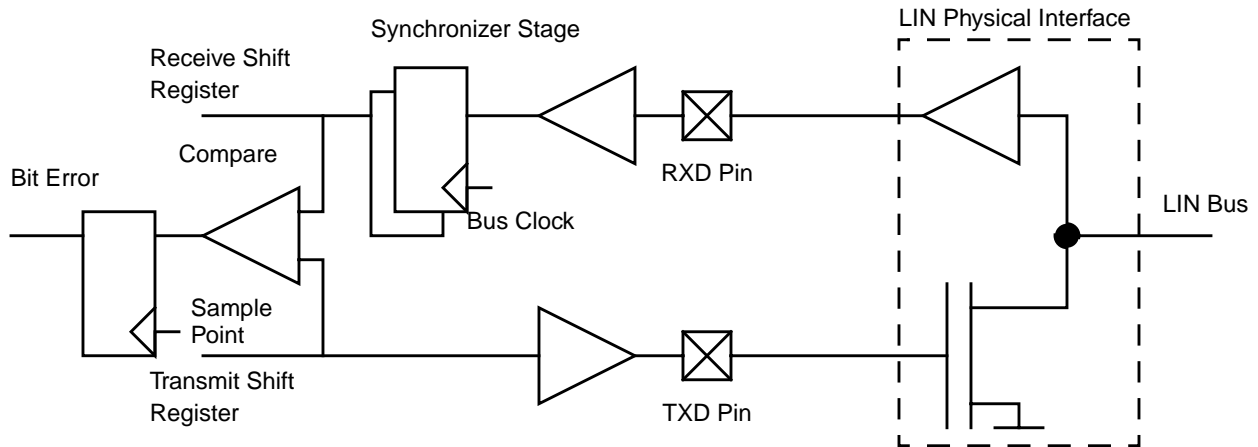 LIN Physical Interface
Synchronizer Stage
Receive Shift
Register
Compare
RXD Pin
Bit Error
Bus Clock
LIN Bus
Sample
Point
Transmit Shift
Register
TXD Pin